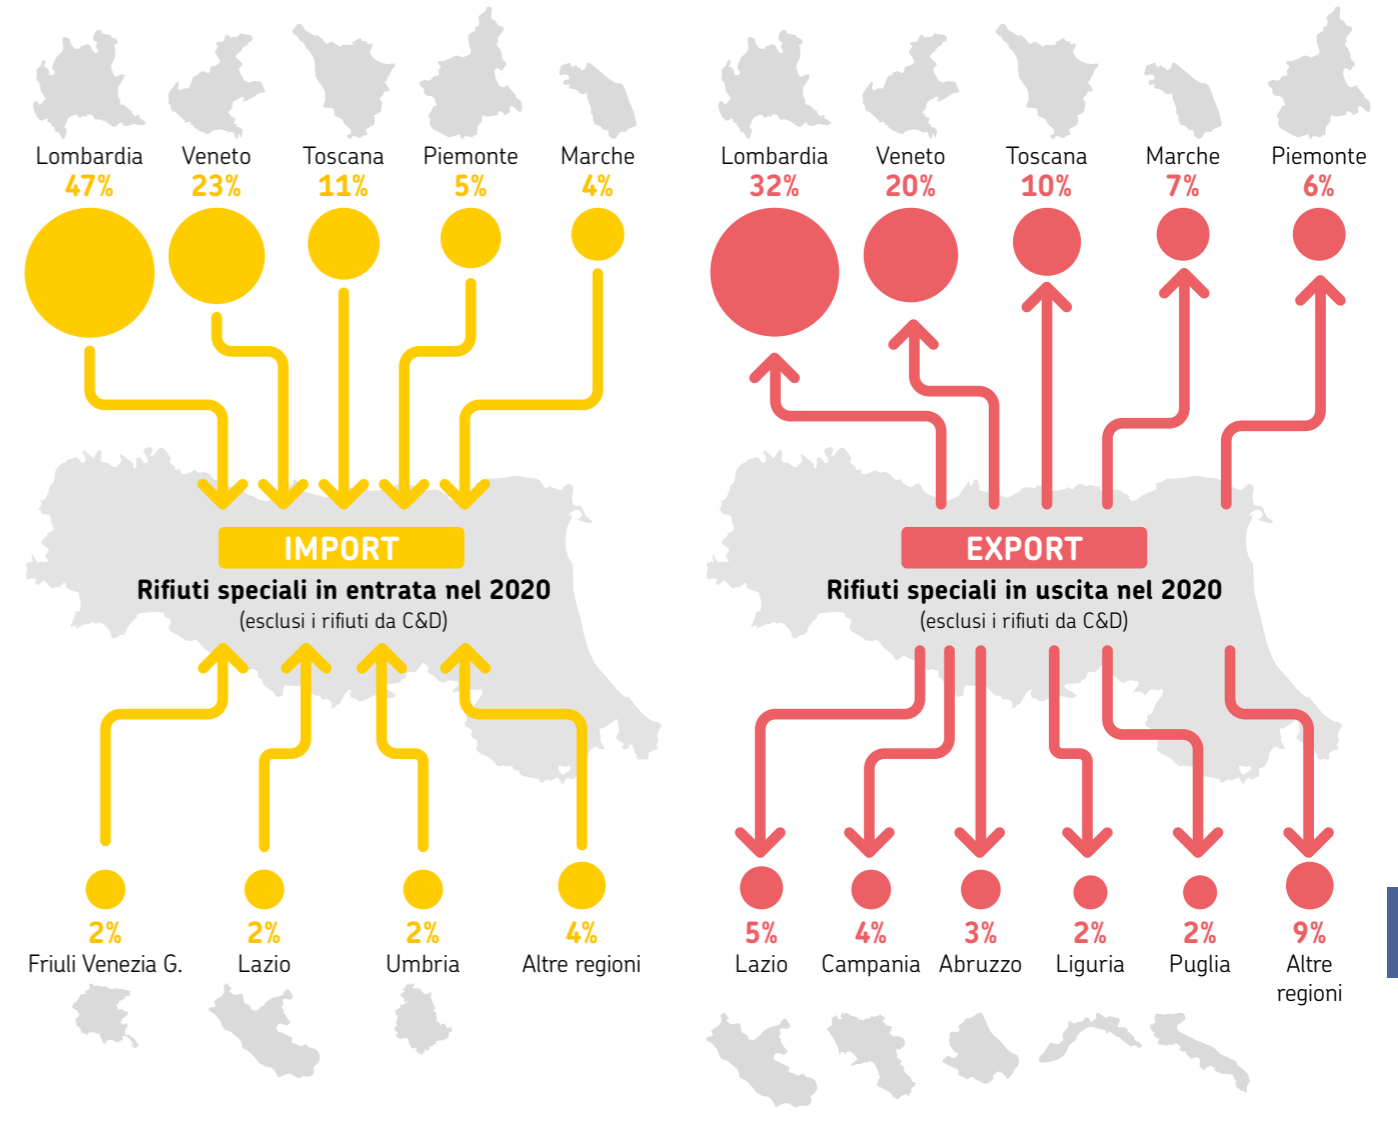 Lombardia
47%
Veneto
23%
Toscana
11%
Piemonte
5%
Marche
4%
IMPORT
Rifiuti speciali in entrata nel 2020
(esclusi i rifiuti da C&D)
2%
Friuli Venezia G.
2%
Lazio
2%
Umbria
4%
Altre regioni
Lombardia
32%
Veneto
20%
Toscana
10%
Marche
7%
Piemonte
6%
EXPORT
Rifiuti speciali in uscita nel 2020
(esclusi i rifiuti da C&D)
5%
Lazio
4%
Campania
3%
Abruzzo
2%
Liguria
2%
Puglia
9%
Altre
regioni